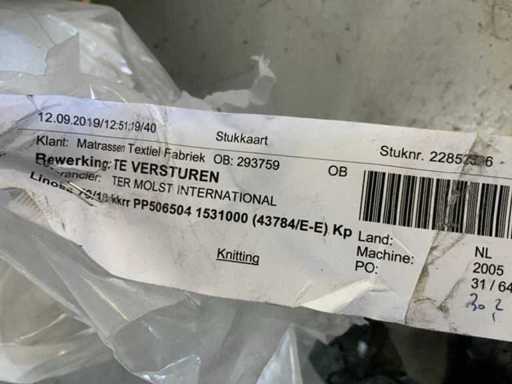 12.09.2019/12:51:19/40
Stukkaart
Stuknr.
Klant: Matrassen Textiel Fabriek OB: 293759
OB
Bewerking: TE VERSTUREN
TER MOLST INTERNATIONAL
kkrr PP506504 1531000 (43784/E-E) Kp
Knitting
Land: NL
Machine: 2005
PO: 31/64